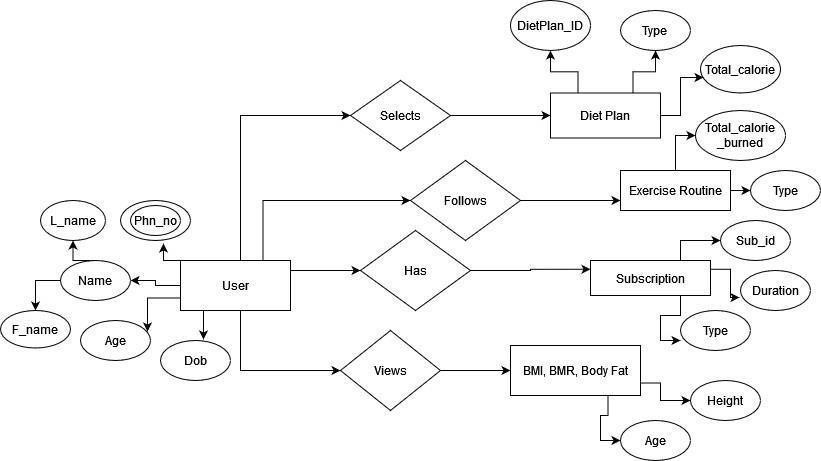 DietPlan_ID
Type
Total_calorie
Selects
Diet Plan
Total_calorie
_burned
Follows
Exercise Routine
Type
L_name
Phn_no
Sub_id
Name
User
Has
Subscription
Duration
F_name
Age
Dob
Type
Views
BMI, BMR, Body Fat
Height
Age